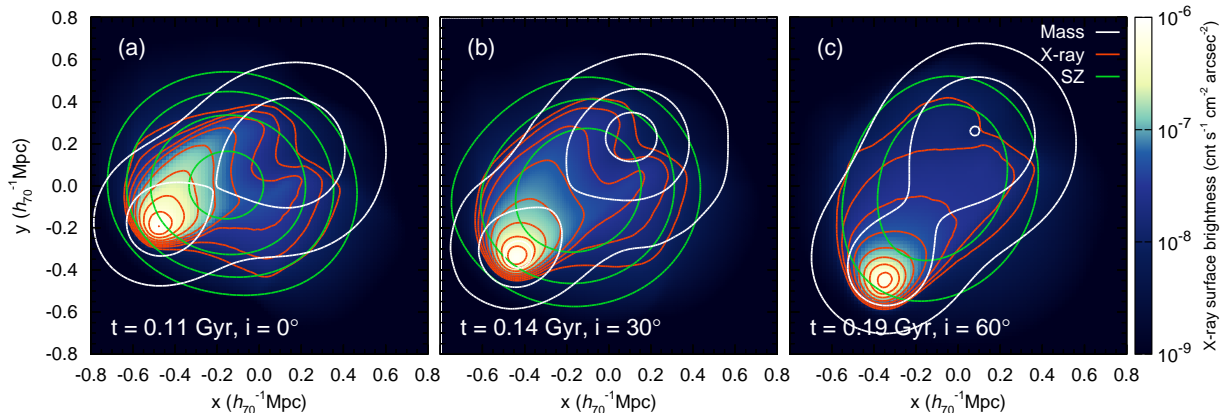 (a)
(b)
(c)
Mass
X-ray
SZ
t = 0.11 Gyr, i = 0°
t = 0.14 Gyr, i = 30°
t = 0.19 Gyr, i = 60°
0.8
0.6
0.4
0.2
0.0
-0.2
-0.4
-0.6
-0.8
y (h₇₀⁻¹Mpc)
-0.8 -0.6 -0.4 -0.2 0.0 0.2 0.4 0.6 0.8
-0.8 -0.6 -0.4 -0.2 0.0 0.2 0.4 0.6 0.8
-0.8 -0.6 -0.4 -0.2 0.0 0.2 0.4 0.6 0.8
x (h₇₀⁻¹Mpc)
x (h₇₀⁻¹Mpc)
x (h₇₀⁻¹Mpc)
10⁻⁶
10⁻⁷
10⁻⁸
10⁻⁹
X-ray surface brightness (cnt s⁻¹ cm⁻² arcsec⁻²)